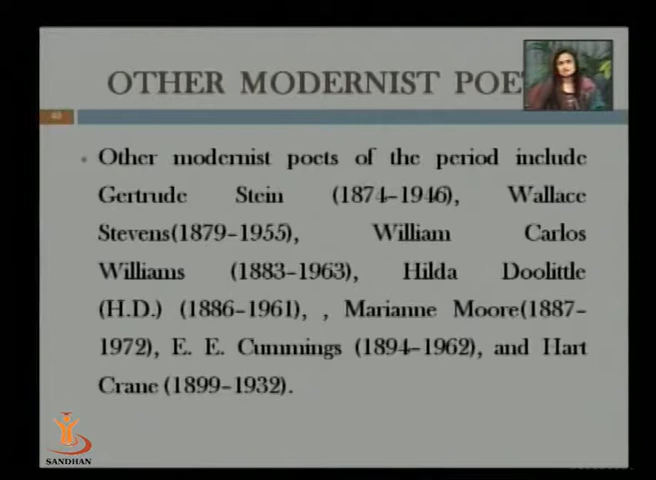 OTHER MODERNIST POE
40
Other modernist poets of the period include
Gertrude Stein (1874–1946), Wallace
Stevens(1879–1955), William Carlos
Williams (1883–1963), Hilda Doolittle
(H.D.) (1886–1961), , Marianne Moore(1887–
1972), E. E. Cummings (1894–1962), and Hart
Crane (1899–1932).
SANDHAN